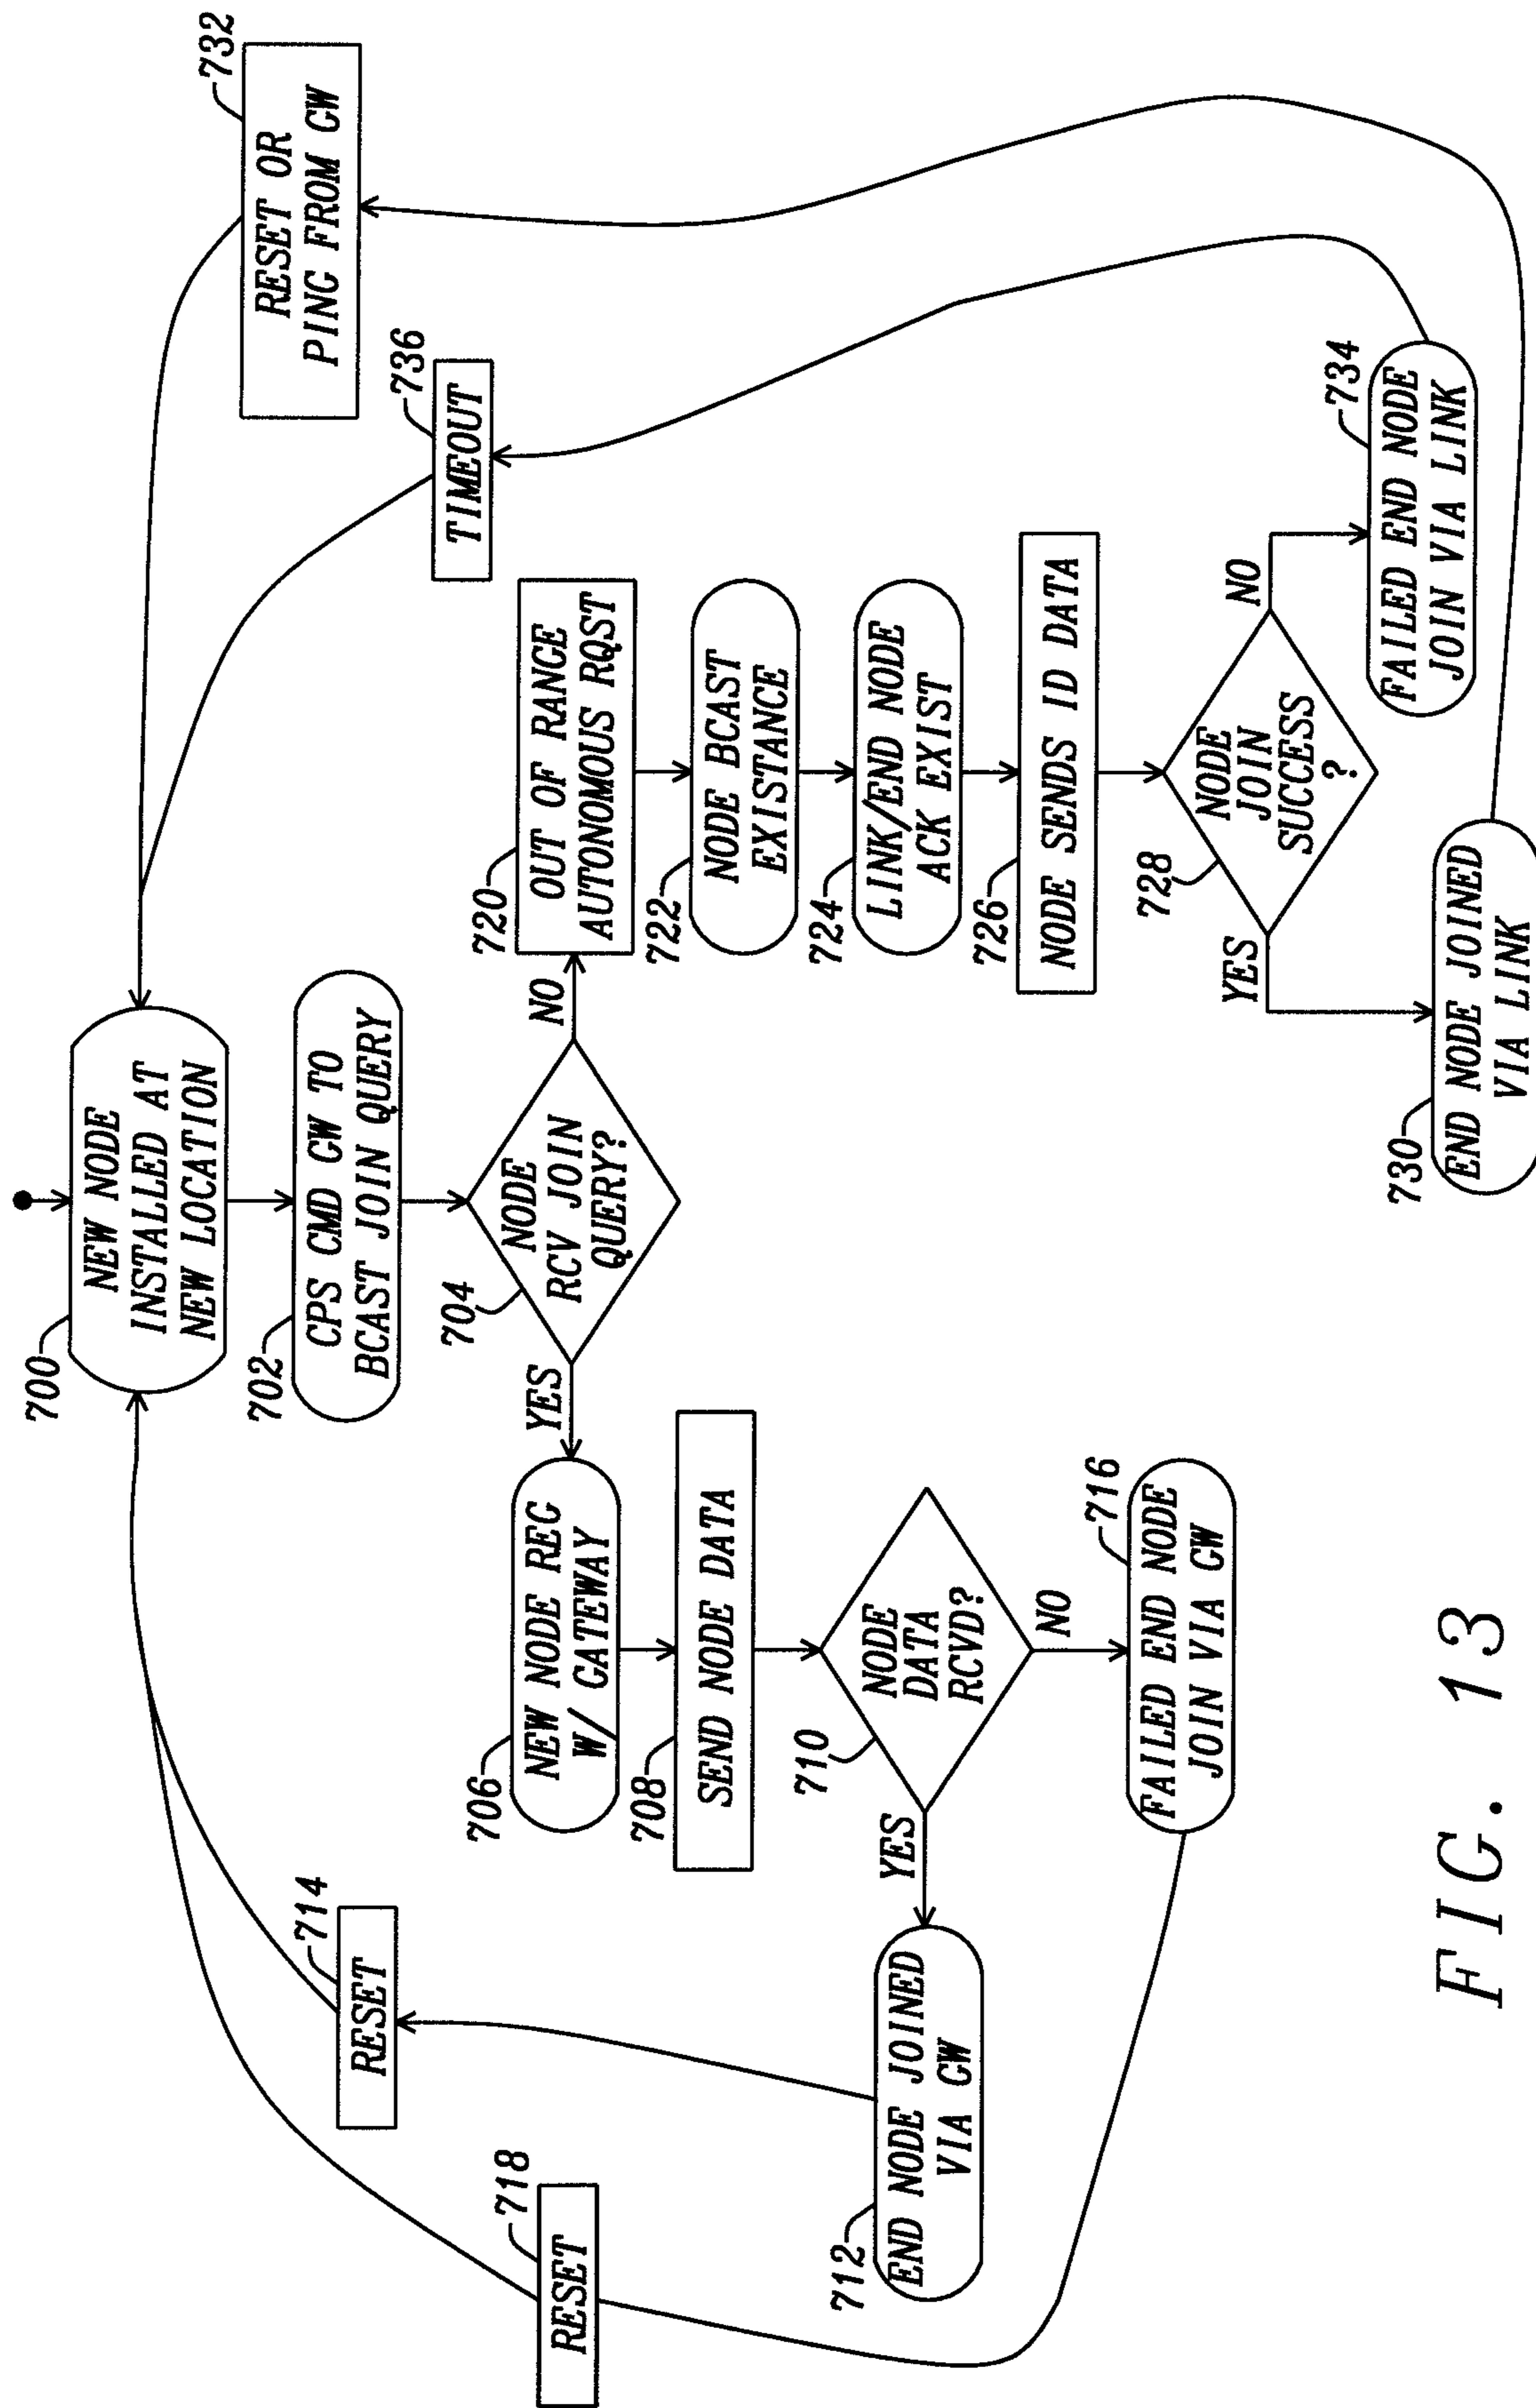 700
NEW NODE
INSTALLED AT
NEW LOCATION
702
CPS CMD GW TO
BCAST JOIN QUERY
704
NODE
RCV JOIN
QUERY?
YES
NO
706
NEW NODE REC
W/ GATEWAY
708
SEND NODE DATA
710
NODE
DATA
RCVD?
YES
NO
712
END NODE JOINED
VIA GW
714
RESET
716
FAILED END NODE
JOIN VIA GW
718
RESET
720
OUT OF RANGE
AUTONOMOUS RQST
722
NODE BCAST
EXISTANCE
724
LINK/END NODE
ACK EXIST
726
NODE SENDS ID DATA
728
NODE
JOIN
SUCCESS
?
YES
NO
730
END NODE JOINED
VIA LINK
732
RESET OR
PING FROM GW
734
FAILED END NODE
JOIN VIA LINK
736
TIMEOUT
FIG. 13